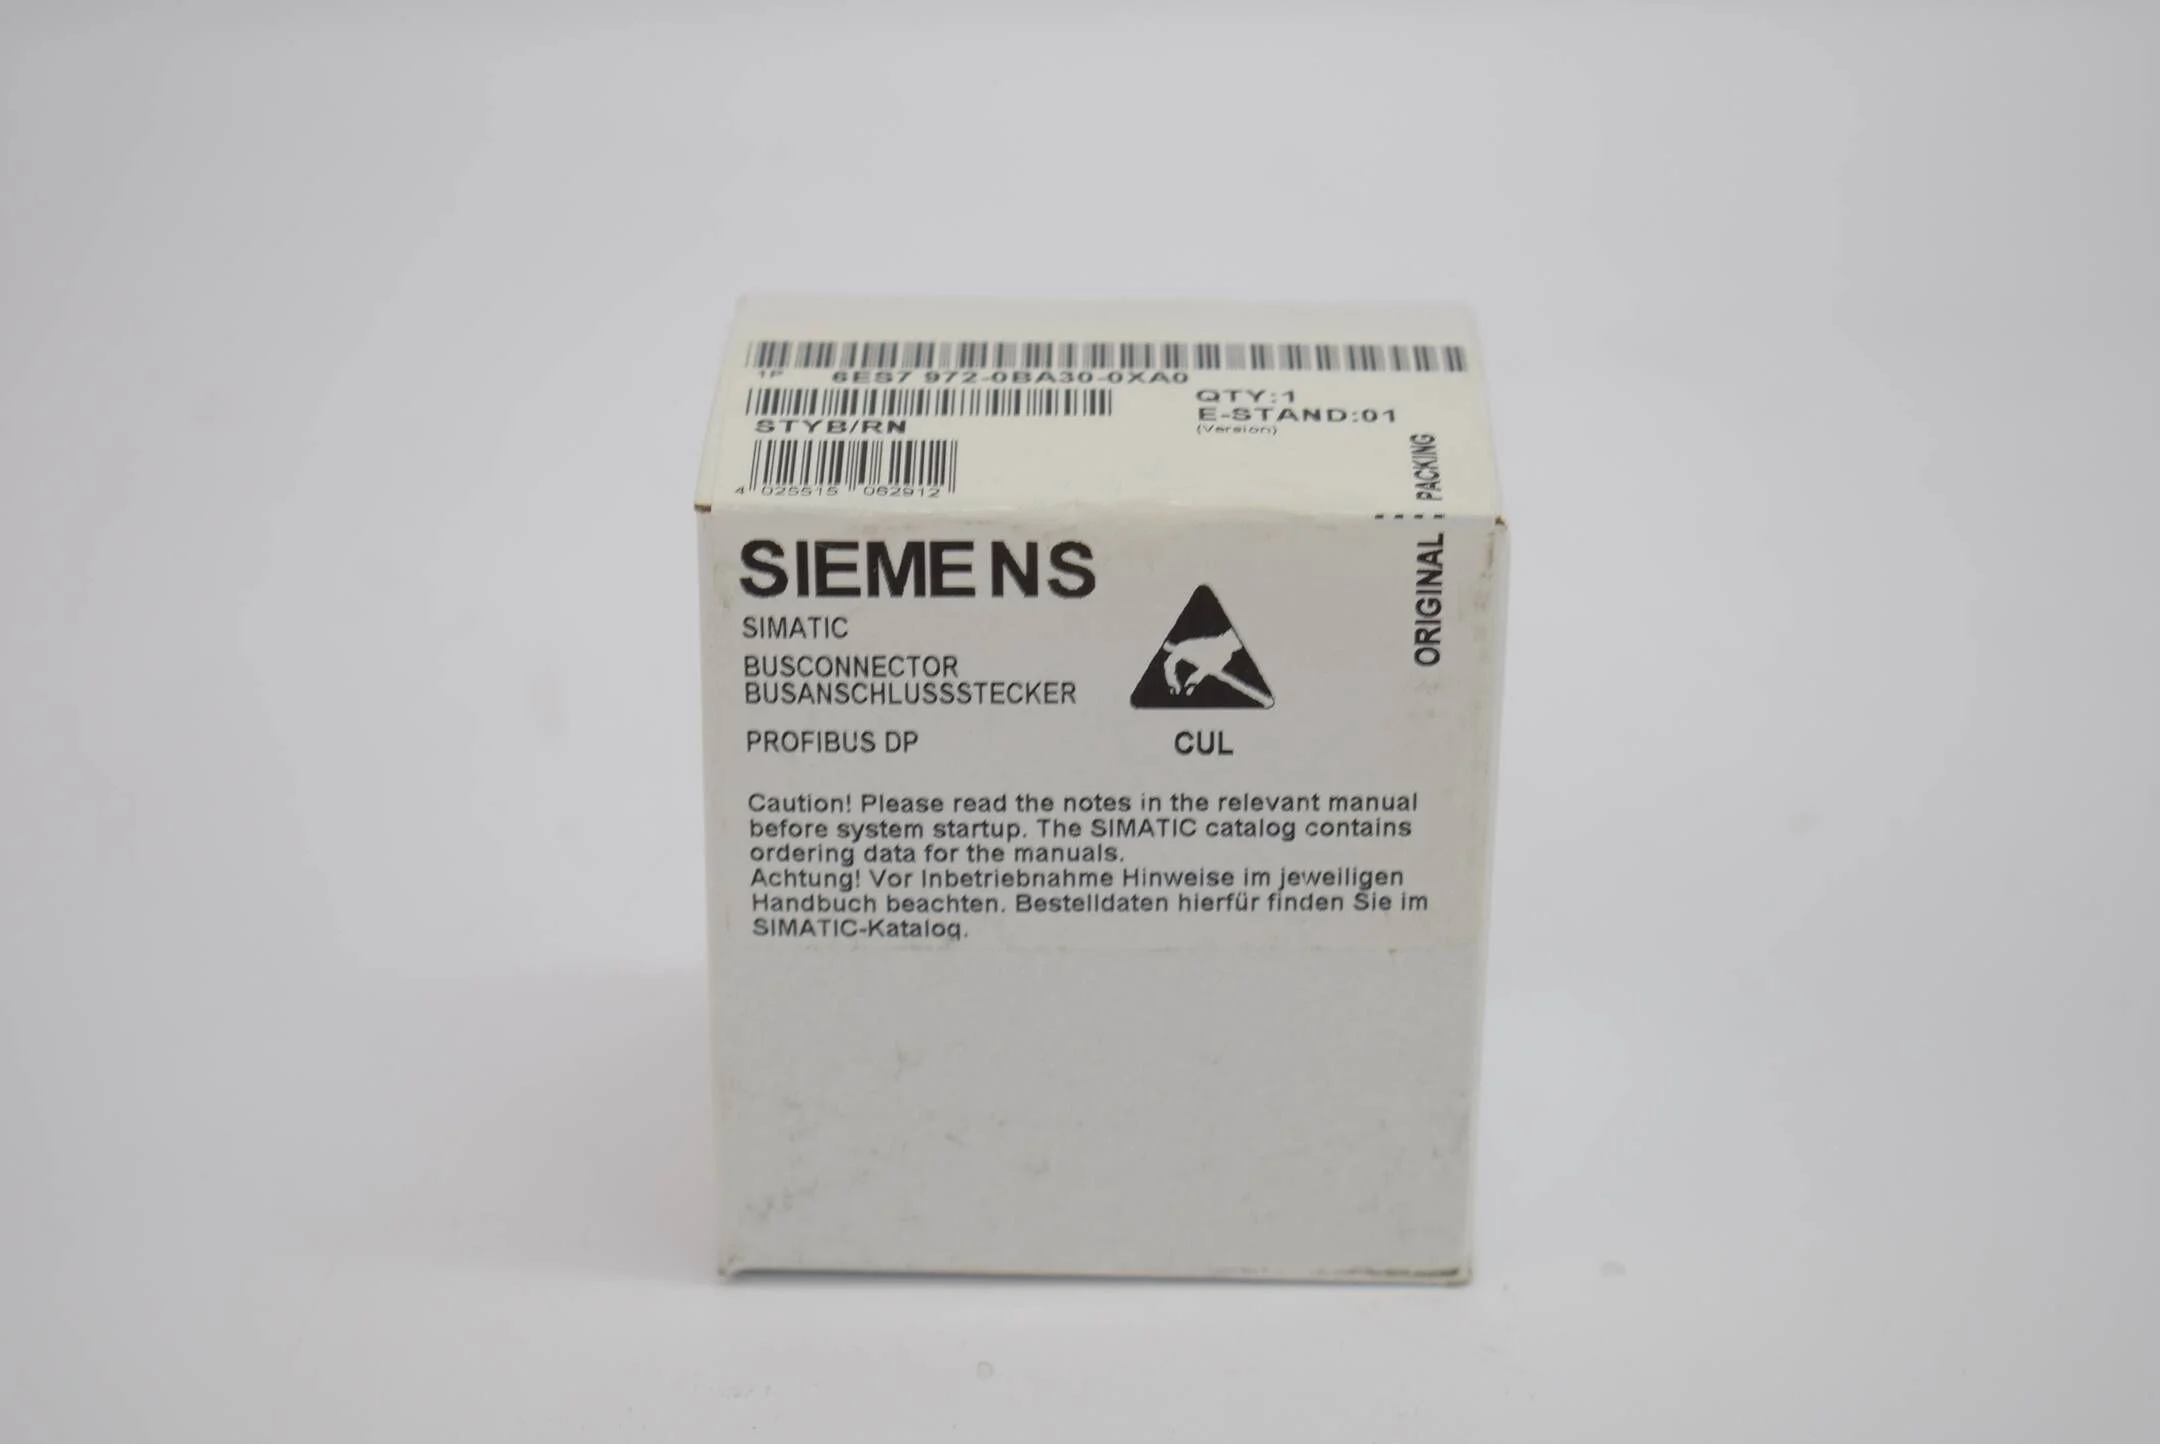 1P 6ES7 972-0BA30-0XA0
QTY:1
E-STAND:01
(Version)
STYB/RN
4 025515 062912
ORIGINAL PACKING
SIEMENS
SIMATIC
BUSCONNECTOR
BUSANSCHLUSSSTECKER
PROFIBUS DP
CUL
Caution! Please read the notes in the relevant manual
before system startup. The SIMATIC catalog contains
ordering data for the manuals.
Achtung! Vor Inbetriebnahme Hinweise im jeweiligen
Handbuch beachten. Bestelldaten hierfür finden Sie im
SIMATIC-Katalog.